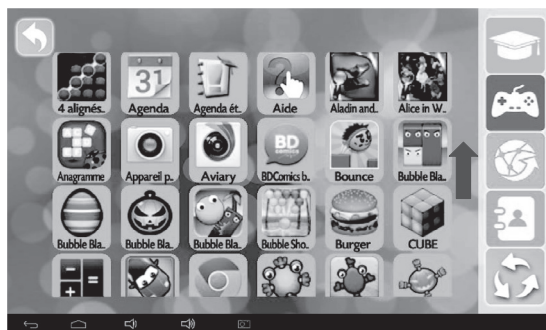 31
4 alignés..
Agenda
Agenda ét..
Aide
Aladin and..
Alice in W..
BD
comics
Anagramme
Appareil p..
Aviary
BDComics b..
Bounce
Bubble Bla..
Bubble Bla..
Bubble Bla..
Bubble Bla..
Bubble Sho..
Burger
CUBE